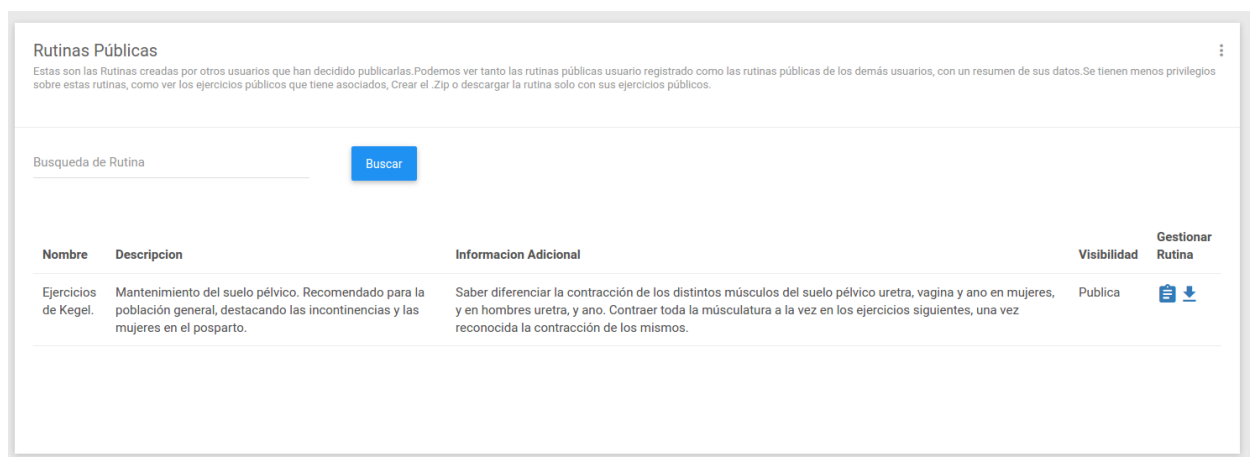 Rutinas Públicas
Estas son las Rutinas creadas por otros usuarios que han decidido publicarlas.Podemos ver tanto las rutinas públicas usuario registrado como las rutinas públicas de los demás usuarios, con un resumen de sus datos.Se tienen menos privilegios
sobre estas rutinas, como ver los ejercicios públicos que tiene asociados, Crear el .Zip o descargar la rutina solo con sus ejercicios públicos.
Busqueda de Rutina
Buscar
Nombre Descripcion Informacion Adicional Visibilidad Gestionar
Rutina
Ejercicios Mantenimiento del suelo pélvico. Recomendado para la Saber diferenciar la contracción de los distintos músculos del suelo pélvico uretra, vagina y ano en mujeres, Publica
de Kegel. población general, destacando las incontinencias y las y en hombres uretra, y ano. Contraer toda la músculatura a la vez en los ejercicios siguientes, una vez
mujeres en el posparto. reconocida la contracción de los mismos.